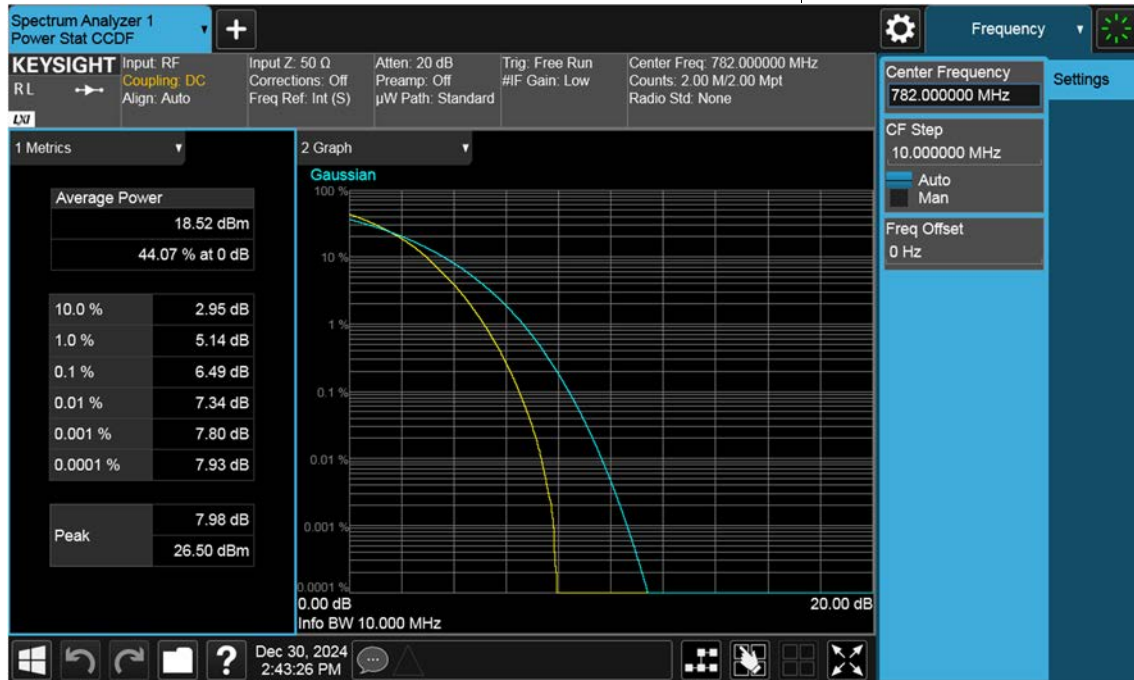 Spectrum Analyzer 1
Power Stat CCDF
+
Frequency
KEYSIGHT
RL
LXI
Input: RF
Coupling: DC
Align: Auto
Input Z: 50 Ω
Corrections: Off
Freq Ref: Int (S)
Atten: 20 dB
Preamp: Off
µW Path: Standard
Trig: Free Run
#IF Gain: Low
Center Freq: 782.000000 MHz
Counts: 2.00 M/2.00 Mpt
Radio Std: None
Center Frequency
782.000000 MHz
Settings
CF Step
10.000000 MHz
Auto
Man
Freq Offset
0 Hz
1 Metrics
Average Power
18.52 dBm
44.07 % at 0 dB
10.0 % 2.95 dB
1.0 % 5.14 dB
0.1 % 6.49 dB
0.01 % 7.34 dB
0.001 % 7.80 dB
0.0001 % 7.93 dB
Peak
7.98 dB
26.50 dBm
2 Graph
Gaussian
100 %
10 %
1 %
0.1 %
0.01 %
0.001 %
0.0001 %
0.00 dB 20.00 dB
Info BW 10.000 MHz
?
Dec 30, 2024
2:43:26 PM